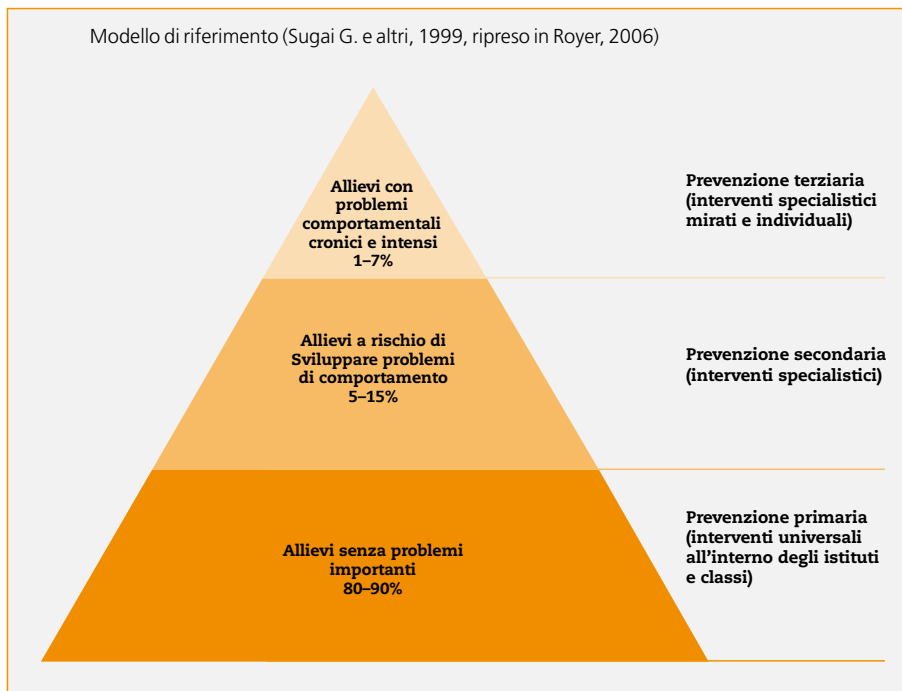 Modello di riferimento (Sugai G. e altri, 1999, ripreso in Royer, 2006)
Allievi con
problemi
comportamentali
cronici e intensi
1–7%
Prevenzione terziaria
(interventi specialistici
mirati e individuali)
Allievi a rischio di
Sviluppare problemi
di comportamento
5–15%
Prevenzione secondaria
(interventi specialistici)
Allievi senza problemi
importanti
80–90%
Prevenzione primaria
(interventi universali
all'interno degli istituti
e classi)